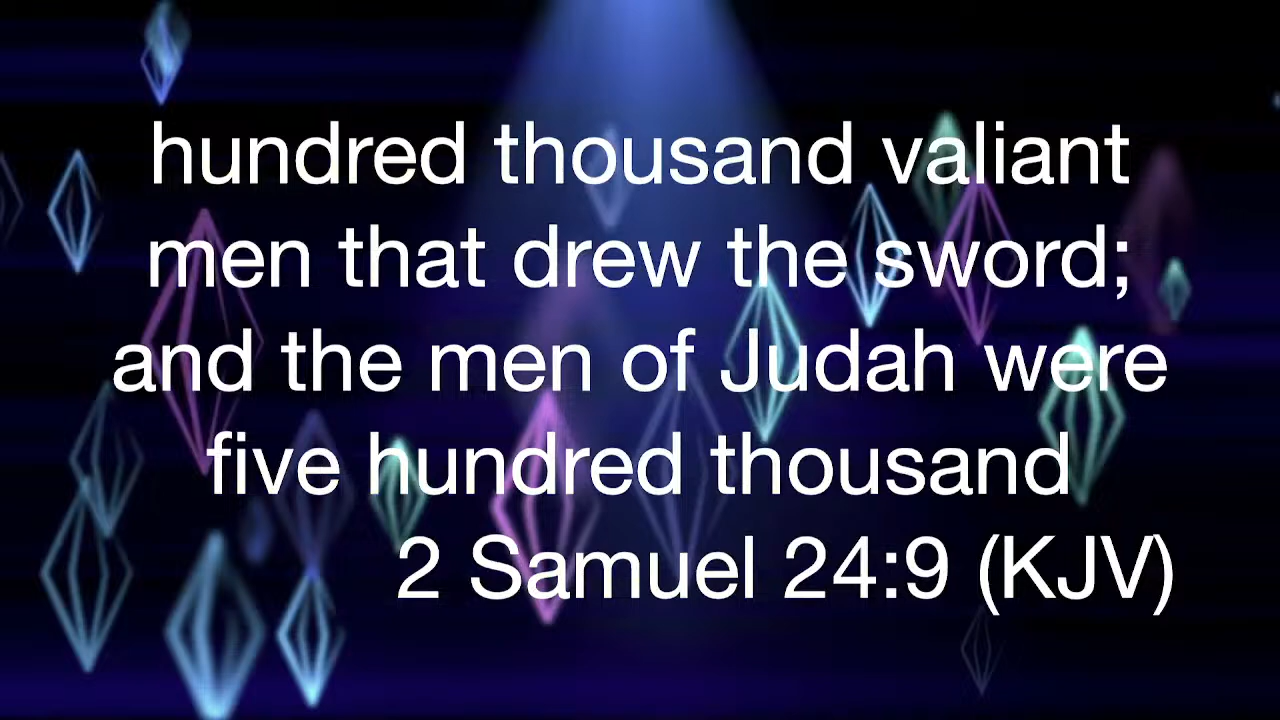 hundred thousand valiant
men that drew the sword;
and the men of Judah were
five hundred thousand
2 Samuel 24:9 (KJV)